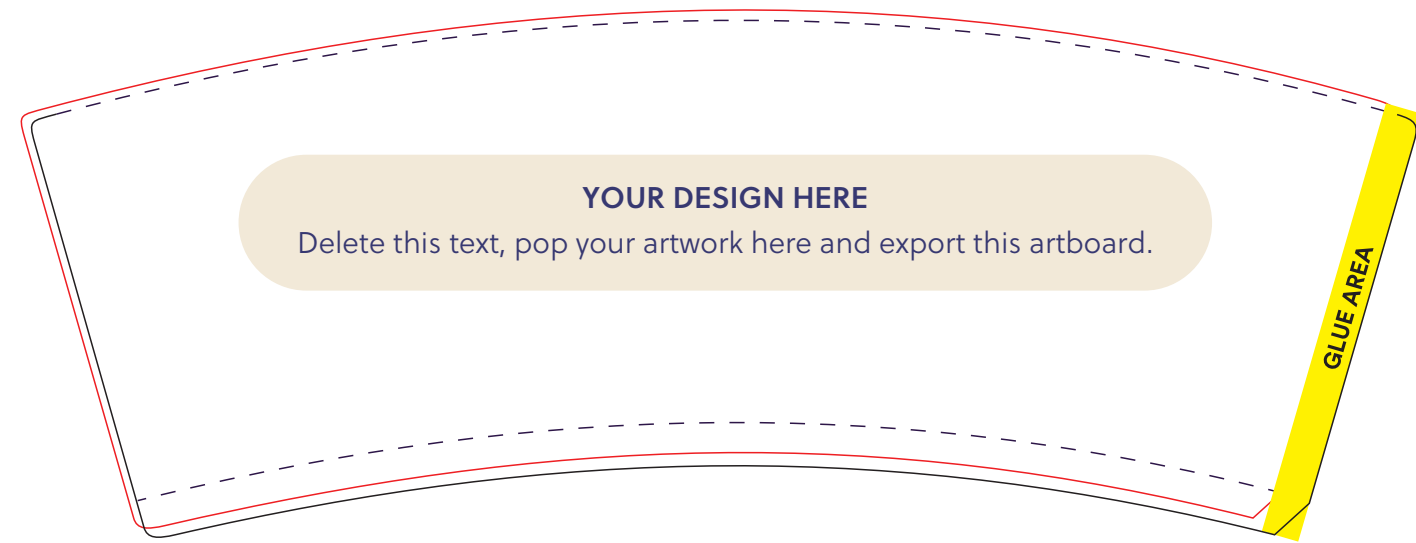 YOUR DESIGN HERE
Delete this text, pop your artwork here and export this artboard.
GLUE AREA